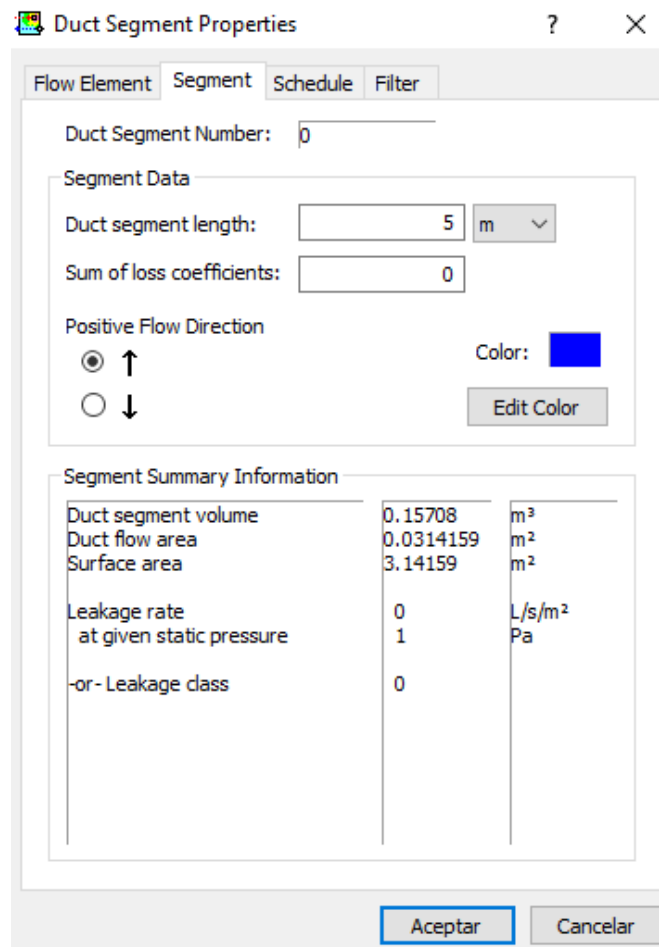 Duct Segment Properties ?
Flow Element Segment Schedule Filter
Duct Segment Number: 0
Segment Data
Duct segment length: 5 m
Sum of loss coefficients: 0
Positive Flow Direction
↑
Color:
↓
Edit Color
Segment Summary Information
Duct segment volume 0.15708 m³
Duct flow area 0.0314159 m²
Surface area 3.14159 m²
Leakage rate 0 L/s/m²
at given static pressure 1 Pa
-or- Leakage class 0
Aceptar Cancelar